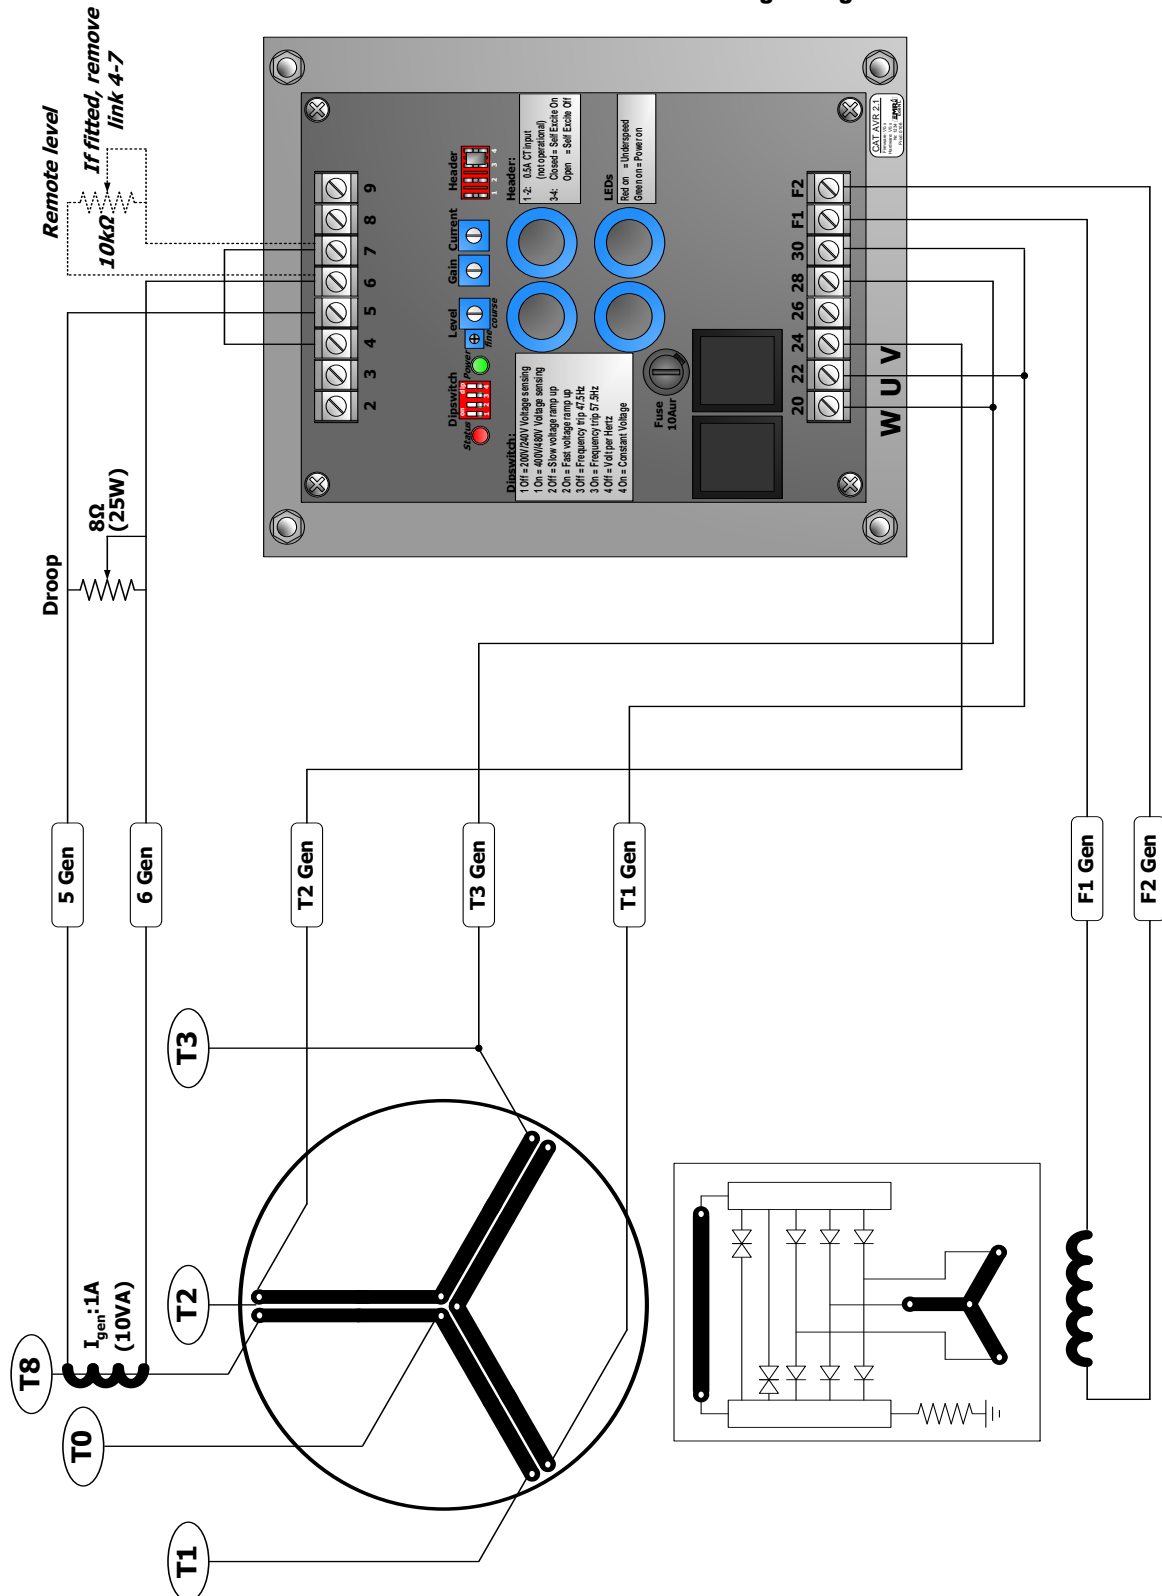 Remote level
If fitted, remove
link 4-7
10kΩ
Droop
8Ω
(25W)
2
3
4
5
6
7
8
9
Status
Dipswitch
Power
Level
fine
course
Gain
Current
Header
1 2 3 4
Dipswitch:
1 Off = 200V/240V Voltage sensing
1 On = 400V/480V Voltage sensing
2 Off = Slow voltage ramp up
2 On = Fast voltage ramp up
3 Off = Frequency trip 47.5Hz
3 On = Frequency trip 57.5Hz
4 Off = Volt per Hertz
4 On = Constant Voltage
Header:
1 -2: 0.5A CT input
(not operational)
3-4: Closed = Self Excite On
Open = Self Excite Off
LEDs
Red on = Underspeed
Green on = Power on
Fuse
10Aur
CAT AVR 2.1
20
22
24
26
28
30
F1
F2
W U V
5 Gen
6 Gen
T2 Gen
T3 Gen
T1 Gen
F1 Gen
F2 Gen
T8
Igen:1A
(10VA)
T0
T2
T3
T1